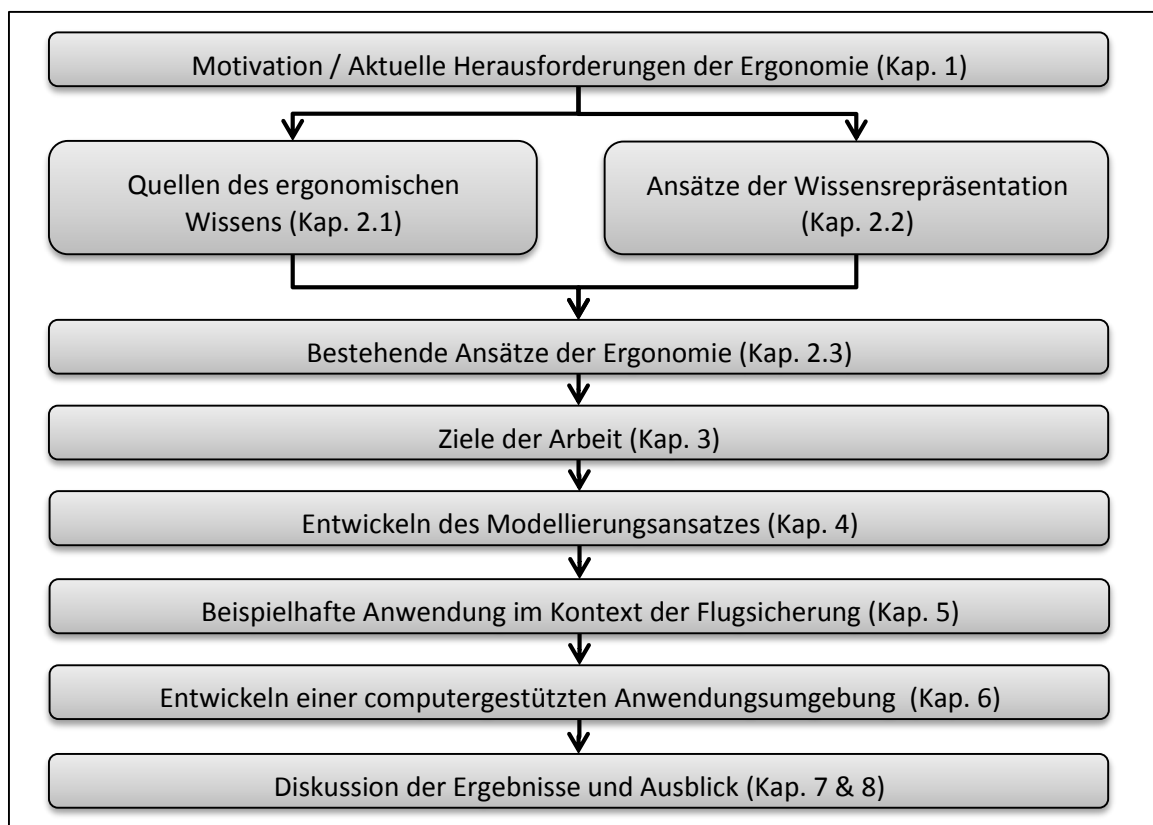 Motivation / Aktuelle Herausforderungen der Ergonomie (Kap. 1)
Quellen des ergonomischen
Wissens (Kap. 2.1)
Ansätze der Wissensrepräsentation
(Kap. 2.2)
Bestehende Ansätze der Ergonomie (Kap. 2.3)
Ziele der Arbeit (Kap. 3)
Entwickeln des Modellierungsansatzes (Kap. 4)
Beispielhafte Anwendung im Kontext der Flugsicherung (Kap. 5)
Entwickeln einer computergestützten Anwendungsumgebung (Kap. 6)
Diskussion der Ergebnisse und Ausblick (Kap. 7 & 8)